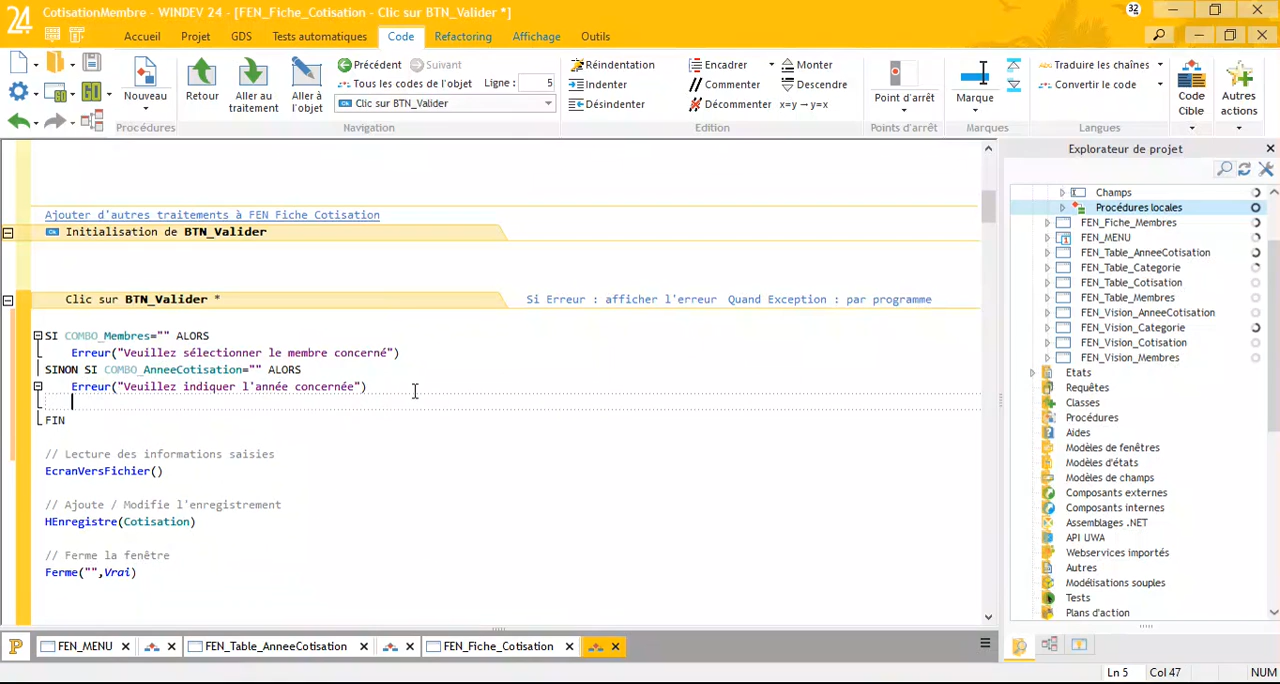 24
CotisationMembre - WINDEV 24 - [FEN_Fiche_Cotisation - Clic sur BTN_Valider *]
32
Accueil Projet GDS Tests automatiques Code Refactoring Affichage Outils
Nouveau
Procédures
Retour
Aller au traitement
Aller à l'objet
Précédent Suivant
Tous les codes de l'objet Ligne : 5
Clic sur BTN_Valider
Navigation
Réindentation
Indenter
Désindenter
Encadrer
Commenter
Décommenter
Monter
Descendre
x=y → y=x
Edition
Point d'arrêt
Points d'arrêt
Marque
Marques
Traduire les chaînes
Convertir le code
Langues
Code Cible
Autres actions
GO
Ajouter d'autres traitements à FEN Fiche Cotisation
Initialisation de BTN_Valider
Clic sur BTN_Valider * Si Erreur : afficher l'erreur Quand Exception : par programme
SI COMBO_Membres="" ALORS
Erreur("Veuillez sélectionner le membre concerné")
SINON SI COMBO_AnneeCotisation="" ALORS
Erreur("Veuillez indiquer l'année concernée")
FIN
// Lecture des informations saisies
EcranVersFichier()
// Ajoute / Modifie l'enregistrement
HEnregistre(Cotisation)
// Ferme la fenêtre
Ferme("",Vrai)
Explorateur de projet
Champs
Procédures locales
FEN_Fiche_Membres
FEN_MENU
FEN_Table_AnneeCotisation
FEN_Table_Categorie
FEN_Table_Cotisation
FEN_Table_Membres
FEN_Vision_AnneeCotisation
FEN_Vision_Categorie
FEN_Vision_Cotisation
FEN_Vision_Membres
Etats
Requêtes
Classes
Procédures
Aides
Modèles de fenêtres
Modèles d'états
Modèles de champs
Composants externes
Composants internes
Assemblages .NET
API UWA
Webservices importés
Autres
Modélisations souples
Tests
Plans d'action
P FEN_MENU FEN_Table_AnneeCotisation FEN_Fiche_Cotisation
Ln 5 Col 47 NUM